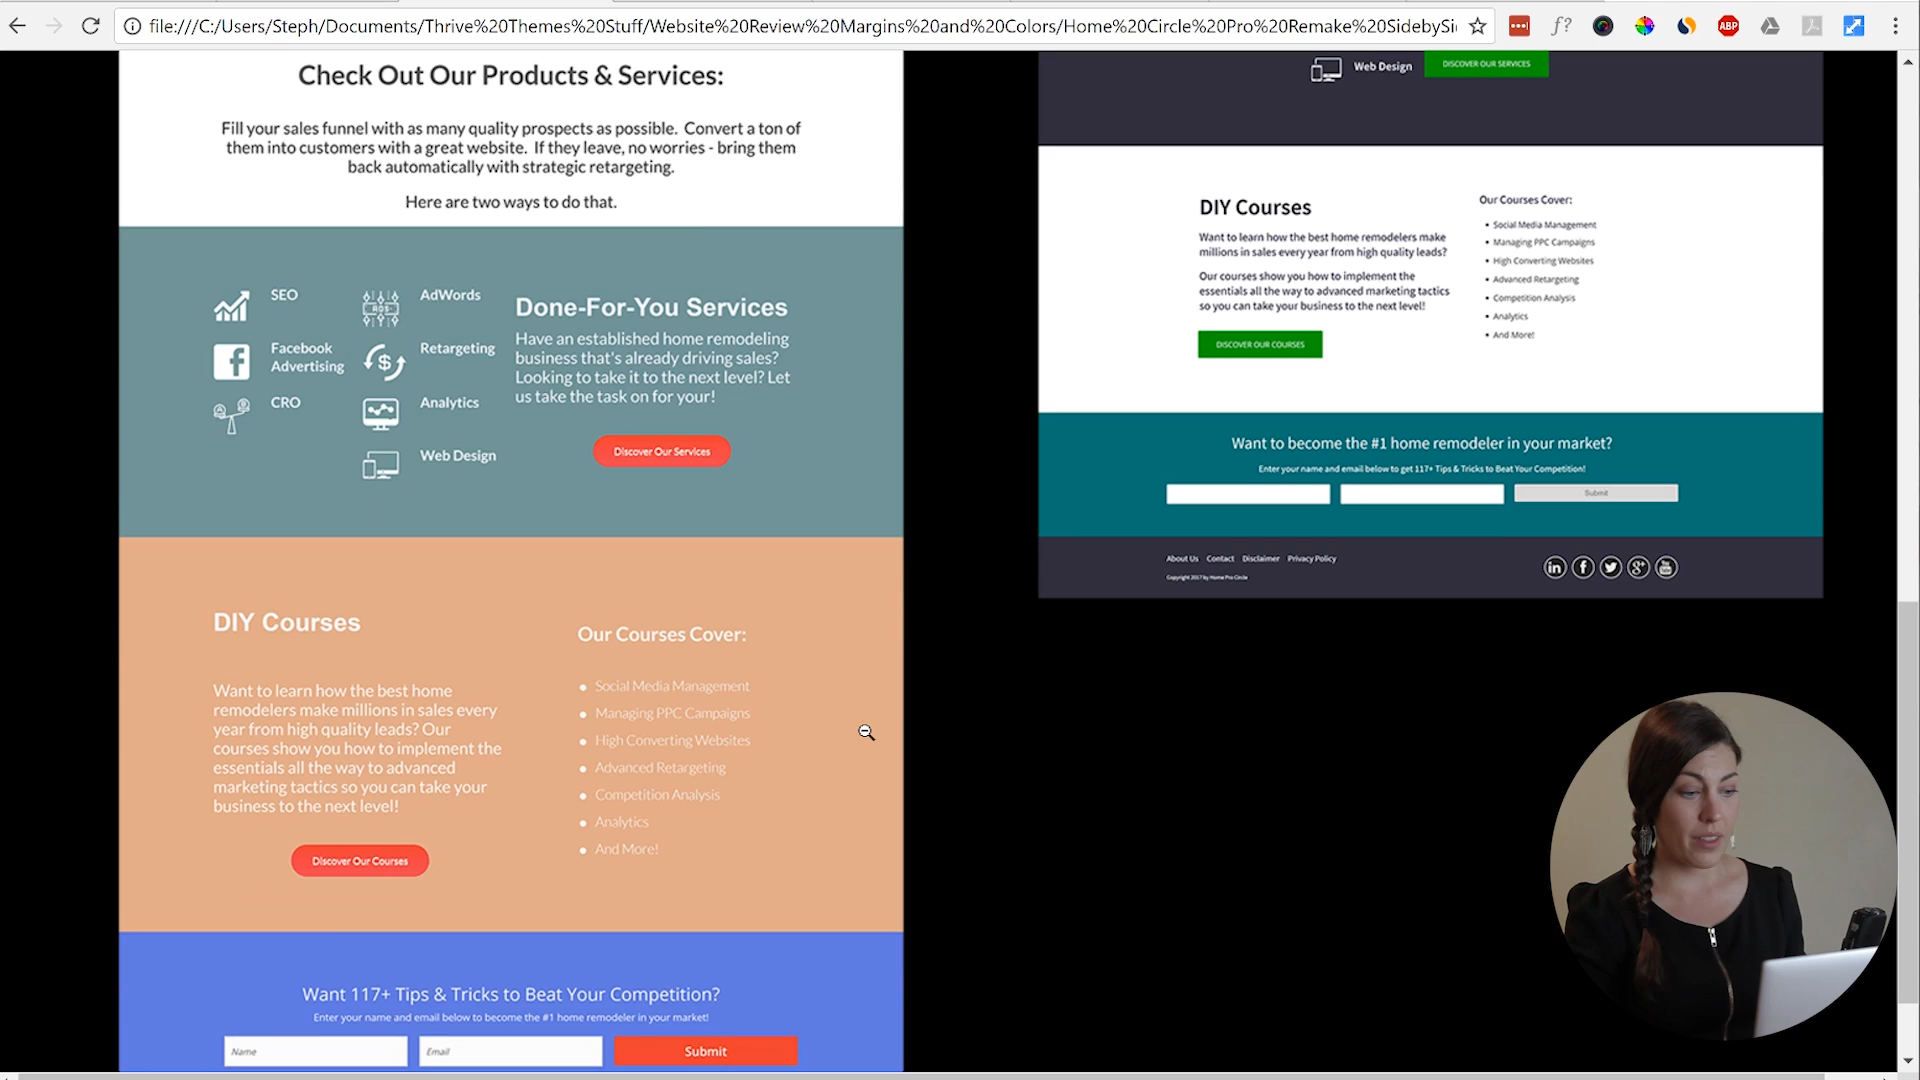 file:///C:/Users/Steph/Documents/Thrive%20Themes%20Stuff/Website%20Review%20Margins%20and%20Colors/Home%20Circle%20Pro%20Remake%20SidebySi
f?
ABP
Check Out Our Products & Services:
Fill your sales funnel with as many quality prospects as possible. Convert a ton of
them into customers with a great website. If they leave, no worries - bring them
back automatically with strategic retargeting.
Here are two ways to do that.
SEO
Facebook
Advertising
CRO
ADS
AdWords
Retargeting
Analytics
Web Design
Done-For-You Services
Have an established home remodeling
business that's already driving sales?
Looking to take it to the next level? Let
us take the task on for your!
Discover Our Services
DIY Courses
Want to learn how the best home
remodelers make millions in sales every
year from high quality leads? Our
courses show you how to implement the
essentials all the way to advanced
marketing tactics so you can take your
business to the next level!
Discover Our Courses
Our Courses Cover:
• Social Media Management
• Managing PPC Campaigns
• High Converting Websites
• Advanced Retargeting
• Competition Analysis
• Analytics
• And More!
Want 117+ Tips & Tricks to Beat Your Competition?
Enter your name and email below to become the #1 home remodeler in your market!
Name
Email
Submit
Web Design
DISCOVER OUR SERVICES
DIY Courses
Want to learn how the best home remodelers make
millions in sales every year from high quality leads?
Our courses show you how to implement the
essentials all the way to advanced marketing tactics
so you can take your business to the next level!
DISCOVER OUR COURSES
Our Courses Cover:
• Social Media Management
• Managing PPC Campaigns
• High Converting Websites
• Advanced Retargeting
• Competition Analysis
• Analytics
• And More!
Want to become the #1 home remodeler in your market?
Enter your name and email below to get 117+ Tips & Tricks to Beat Your Competition!
Submit
About Us Contact Disclaimer Privacy Policy
Copyright 2017 by Home Pro Circle
in f g+ You